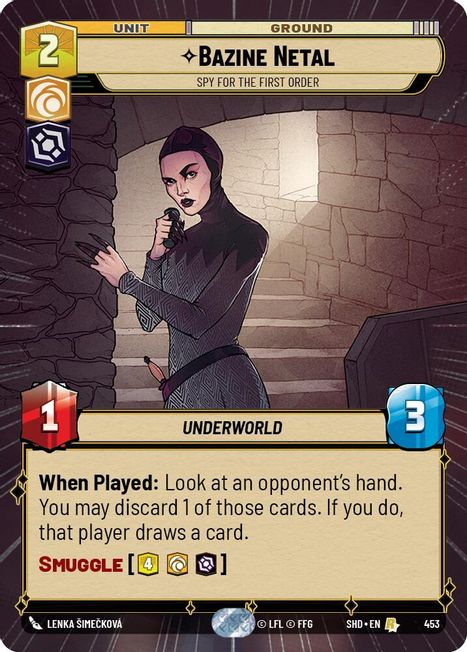 UNIT
GROUND
2
✧BAZINE NETAL
SPY FOR THE FIRST ORDER
1
UNDERWORLD
3
When Played: Look at an opponent's hand.
You may discard 1 of those cards. If you do,
that player draws a card.
SMUGGLE [4]
LENKA ŠIMEČKOVÁ
© LFL © FFG
SHD • EN
R
453